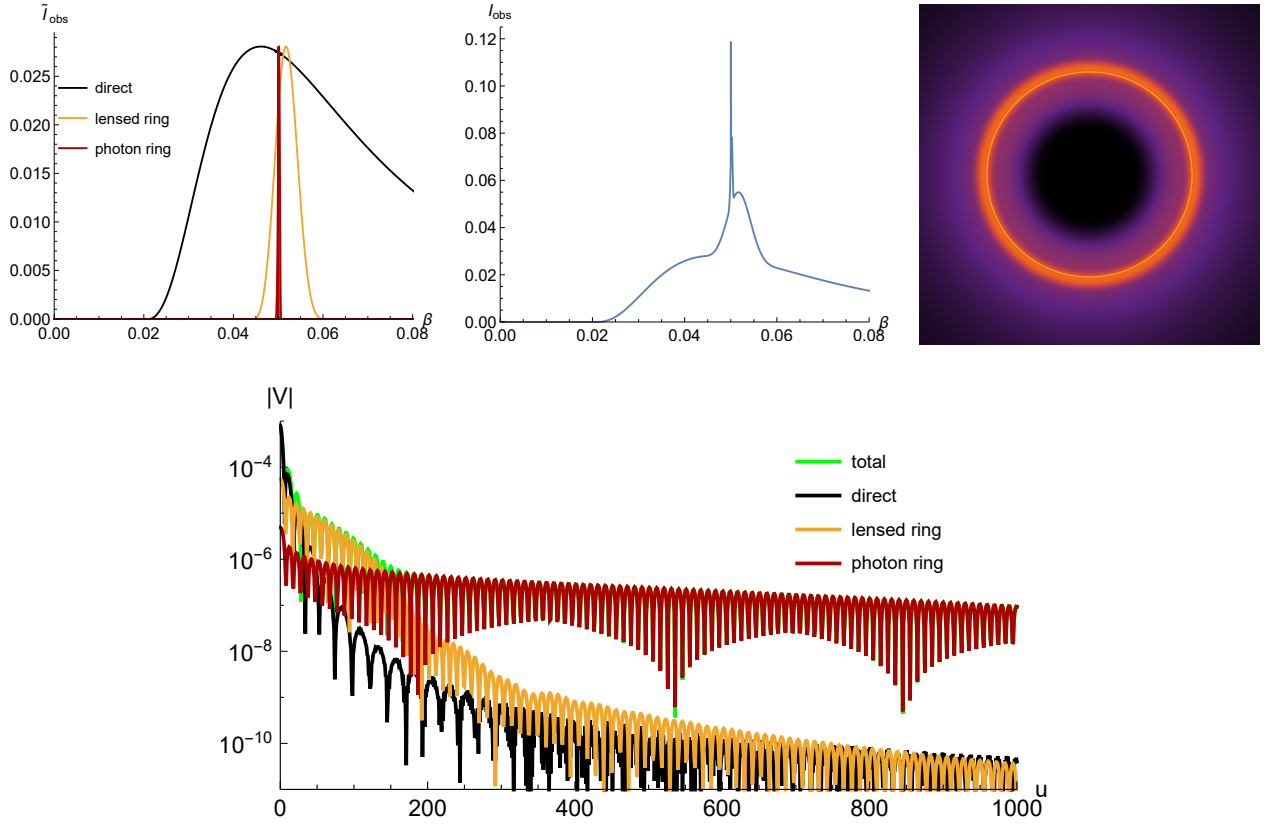 Ĩobs
0.025
0.020
0.015
0.010
0.005
0.000
0.00
0.02
0.04
0.06
0.08
β
direct
lensed ring
photon ring
Iobs
0.12
0.10
0.08
0.06
0.04
0.02
0.00
0.00
0.02
0.04
0.06
0.08
β
|V|
10−4
10−6
10−8
10−10
0
200
400
600
800
1000
u
total
direct
lensed ring
photon ring